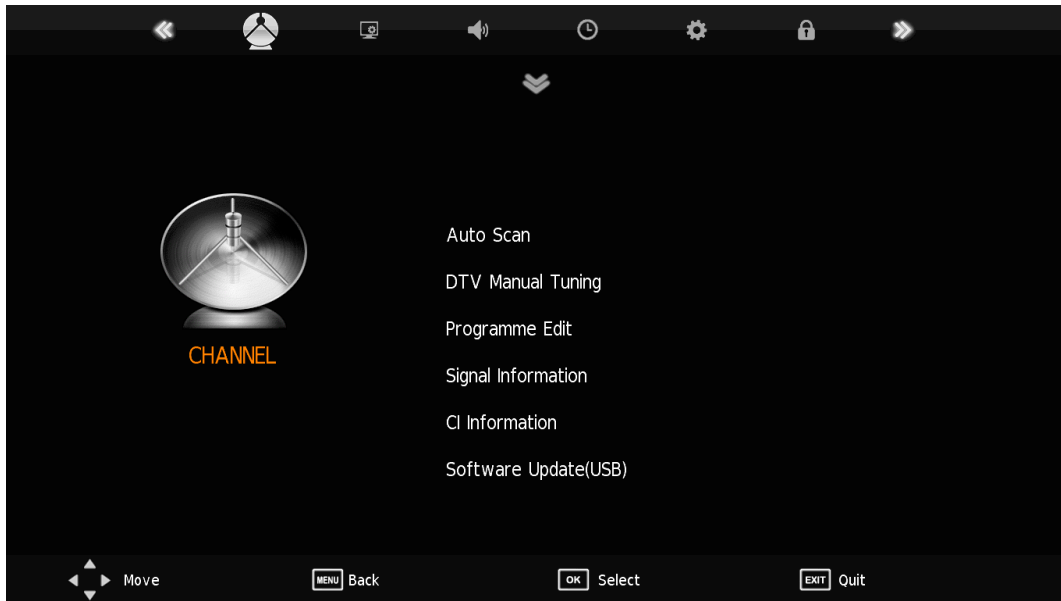 CHANNEL
Auto Scan
DTV Manual Tuning
Programme Edit
Signal Information
CI Information
Software Update(USB)
Move
MENU Back
OK Select
EXIT Quit